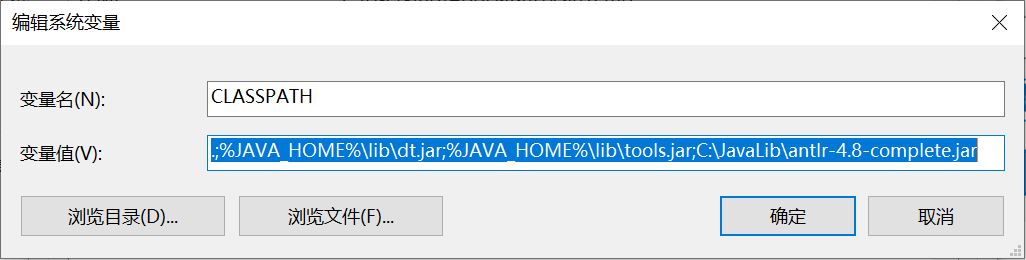 编辑系统变量
变量名(N):
CLASSPATH
变量值(V):
.;%JAVA_HOME%\lib\dt.jar;%JAVA_HOME%\lib\tools.jar;C:\JavaLib\antlr-4.8-complete.jar
浏览目录(D)...
浏览文件(F)...
确定
取消